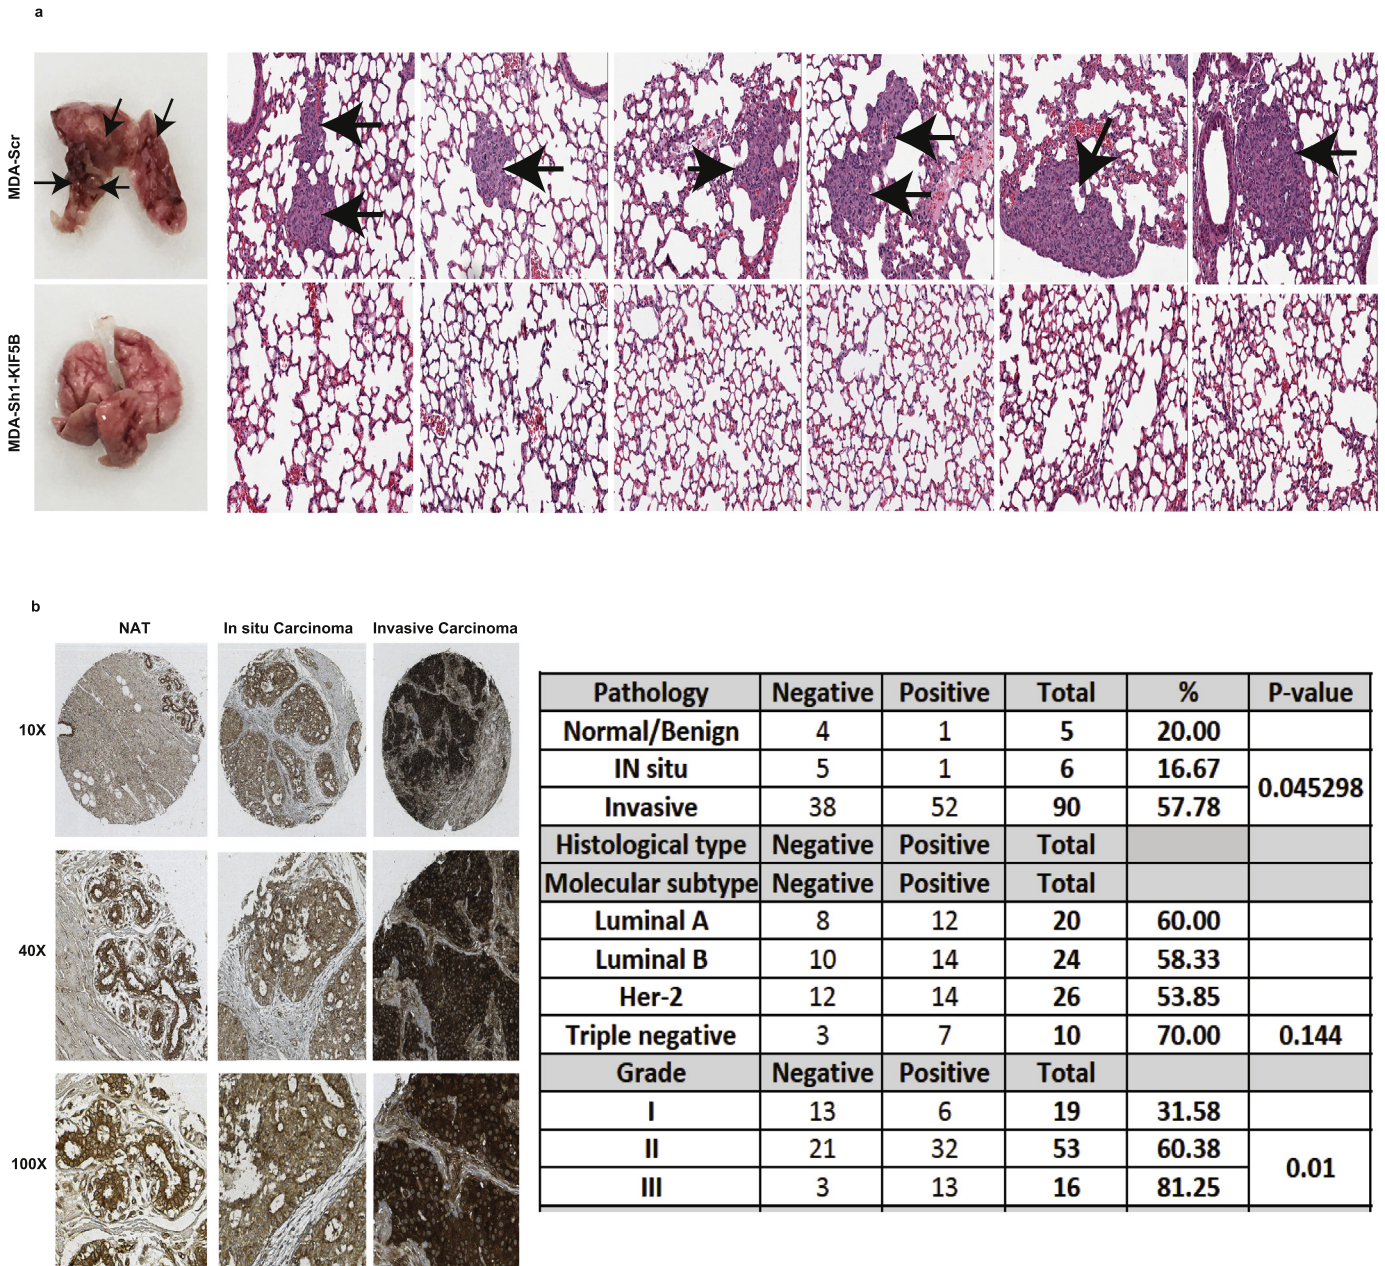 a
MDA-Scr
MDA-Sh1-KIF5B
b
NAT In situ Carcinoma Invasive Carcinoma
10X
40X
100X
Pathology Negative Positive Total % P-value
Normal/Benign 4 1 5 20.00
IN situ 5 1 6 16.67
0.045298
Invasive 38 52 90 57.78
Histological type Negative Positive Total
Molecular subtype Negative Positive Total
Luminal A 8 12 20 60.00
Luminal B 10 14 24 58.33
Her-2 12 14 26 53.85
Triple negative 3 7 10 70.00 0.144
Grade Negative Positive Total
I 13 6 19 31.58
II 21 32 53 60.38
0.01
III 3 13 16 81.25